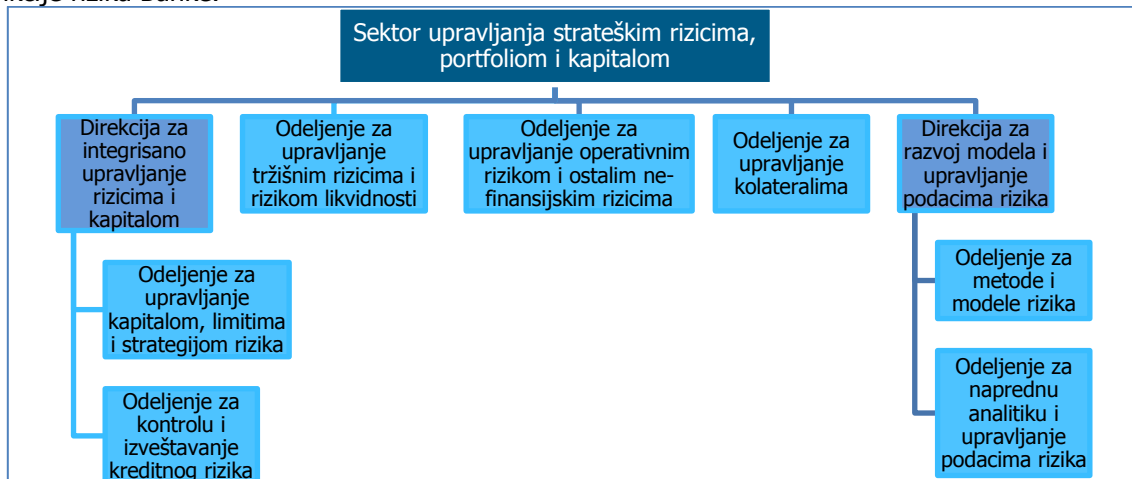 Sektor upravljanja strateškim rizicima,
portfoliom i kapitalom
Direkcija za
integrisano
upravljanje
rizicima i
kapitalom
Odeljenje za
upravljanje
tržišnim rizicima i
rizikom likvidnosti
Odeljenje za
upravljanje operativnim
rizikom i ostalim ne-
finansijskim rizicima
Odeljenje za
upravljanje
kolateralima
Direkcija za
razvoj modela i
upravljanje
podacima rizika
Odeljenje za
upravljanje
kapitalom, limitima
i strategijom rizika
Odeljenje za
kontrolu i
izveštavanje
kreditnog rizika
Odeljenje za
metode i
modele rizika
Odeljenje za
naprednu
analitiku i
upravljanje
podacima rizika